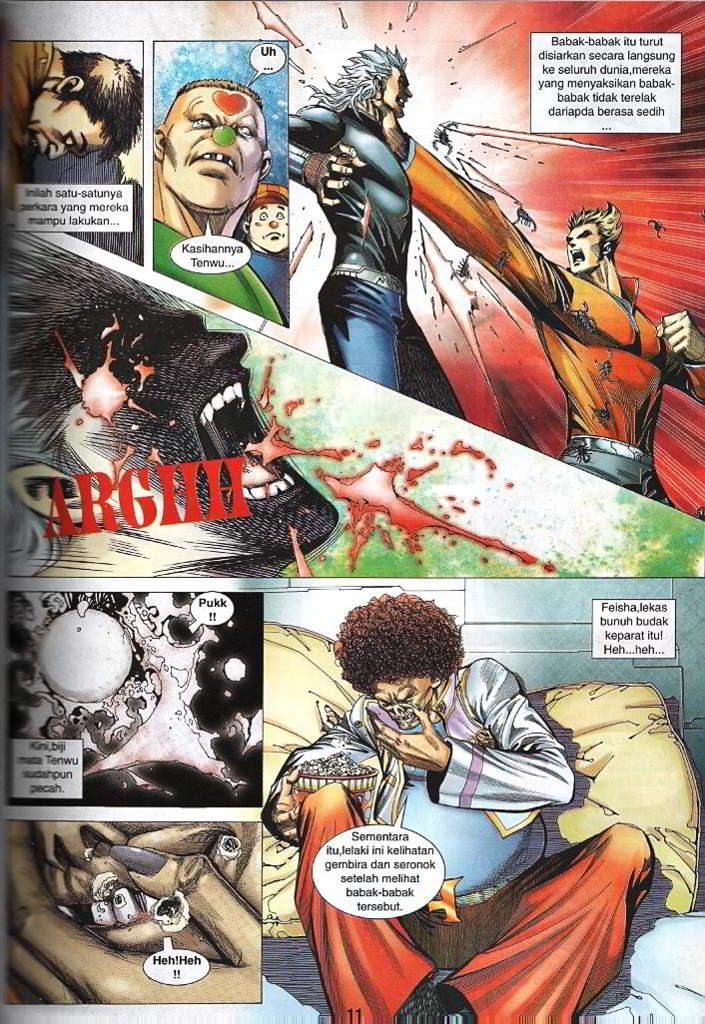 Inilah satu-satunya
perkara yang mereka
mampu lakukan...
Uh
...
Kasihannya
Tenwu...
Babak-babak itu turut
disiarkan secara langsung
ke seluruh dunia,mereka
yang menyaksikan babak-
babak tidak terelak
dariapda berasa sedih
...
ARGHH
Pukk
!!
Kini,biji
mata Tenwu
sudahpun
pecah.
Feisha,lekas
bunuh budak
keparat itu!
Heh...heh...
Sementara
itu,lelaki ini kelihatan
gembira dan seronok
setelah melihat
babak-babak
tersebut.
Heh!Heh
!!
11